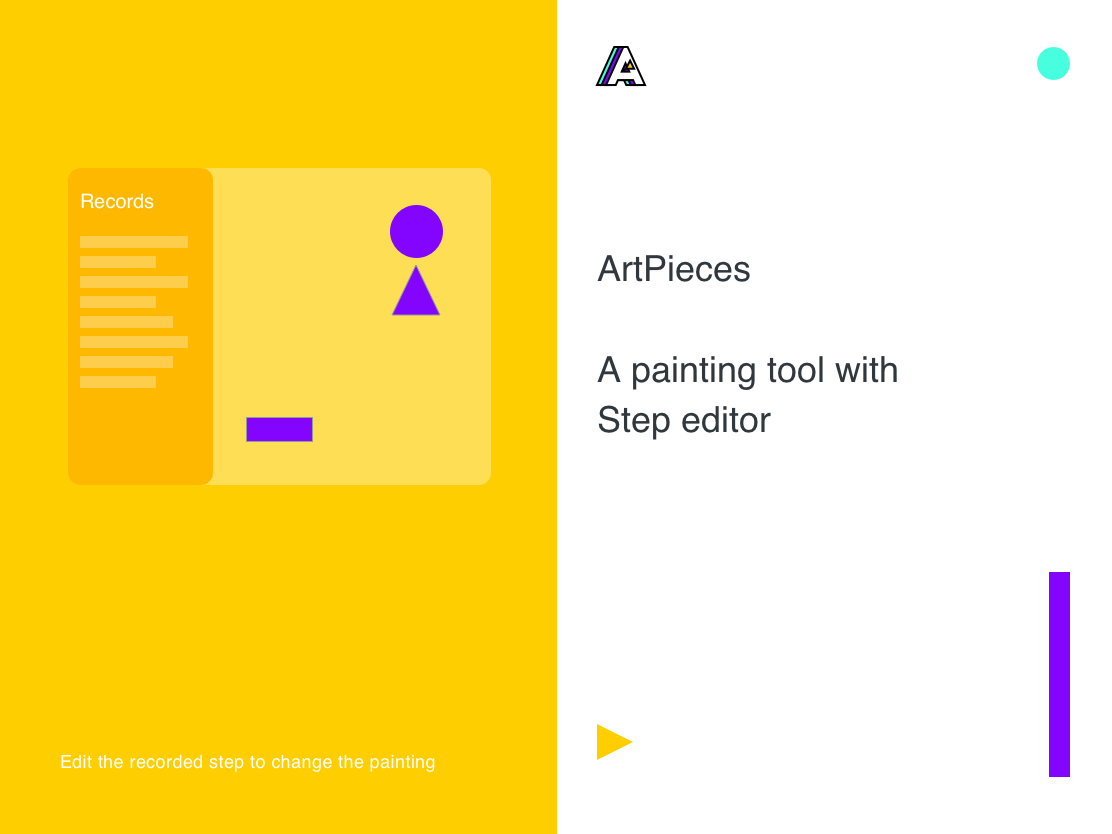 Records
Edit the recorded step to change the painting
A
ArtPieces
A painting tool with
Step editor